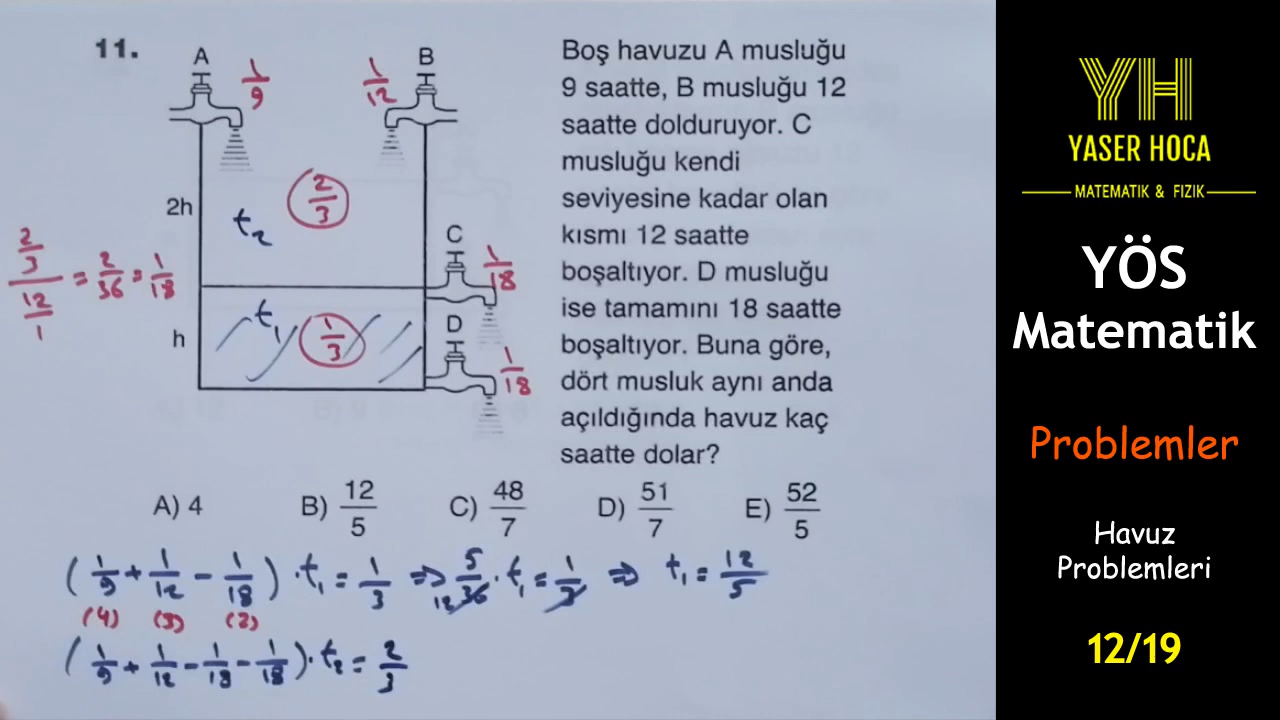 11.
A
B
1/9
1/12
2/3
2h
t₂
C
1/18
(2/3)/(12/1) = 2/36 = 1/18
h
t₁
1/3
D
1/18
Boş havuzu A musluğu
9 saatte, B musluğu 12
saatte dolduruyor. C
musluğu kendi
seviyesine kadar olan
kısmı 12 saatte
boşaltıyor. D musluğu
ise tamamını 18 saatte
boşaltıyor. Buna göre,
dört musluk aynı anda
açıldığında havuz kaç
saatte dolar?
A) 4 B) 12/5 C) 48/7 D) 51/7 E) 52/5
(1/9 + 1/12 - 1/18) · t₁ = 1/3 ⇒ 5/36 · t₁ = 1/3 ⇒ t₁ = 12/5
12
(4) (3) (2)
(1/9 + 1/12 - 1/18 - 1/18) · t₂ = 2/3
YH
YASER HOCA
MATEMATIK & FIZIK
YÖS
Matematik
Problemler
Havuz
Problemleri
12/19